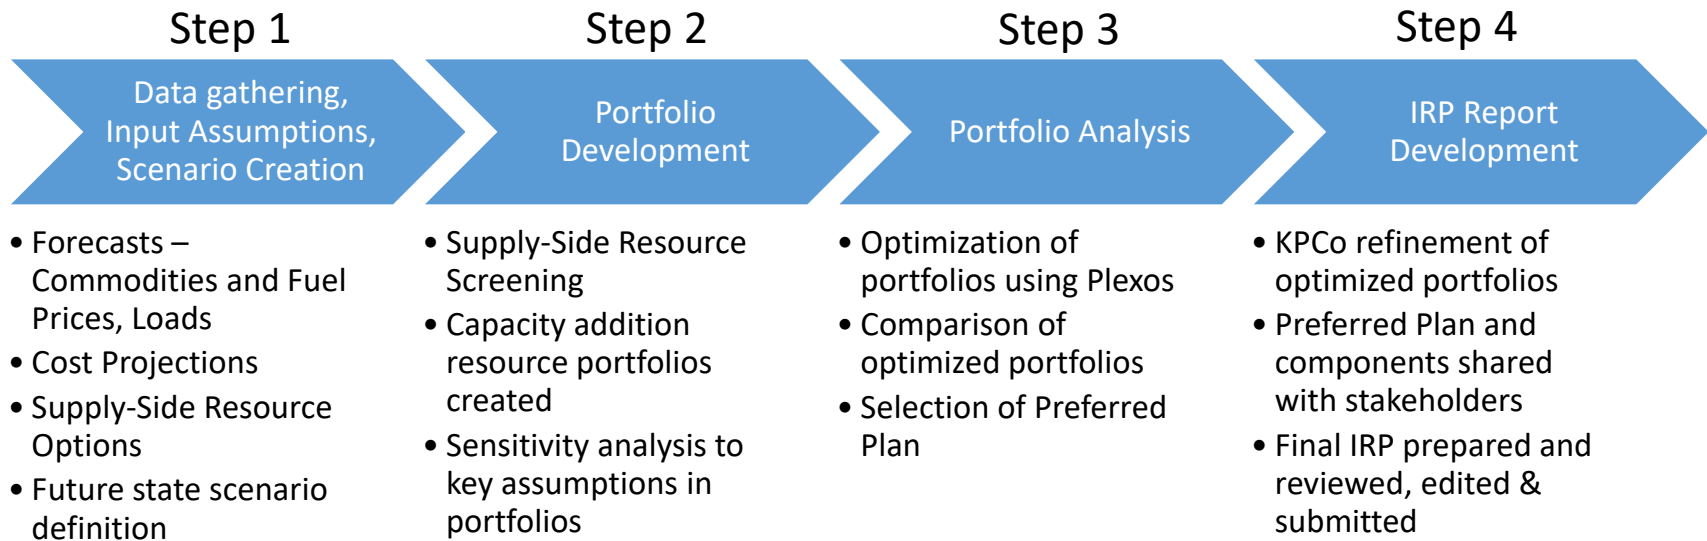 Step 1
Data gathering,
Input Assumptions,
Scenario Creation
• Forecasts –
Commodities and Fuel
Prices, Loads
• Cost Projections
• Supply-Side Resource
Options
• Future state scenario
definition
Step 2
Portfolio
Development
• Supply-Side Resource
Screening
• Capacity addition
resource portfolios
created
• Sensitivity analysis to
key assumptions in
portfolios
Step 3
Portfolio Analysis
• Optimization of
portfolios using Plexos
• Comparison of
optimized portfolios
• Selection of Preferred
Plan
Step 4
IRP Report
Development
• KPCo refinement of
optimized portfolios
• Preferred Plan and
components shared
with stakeholders
• Final IRP prepared and
reviewed, edited &
submitted